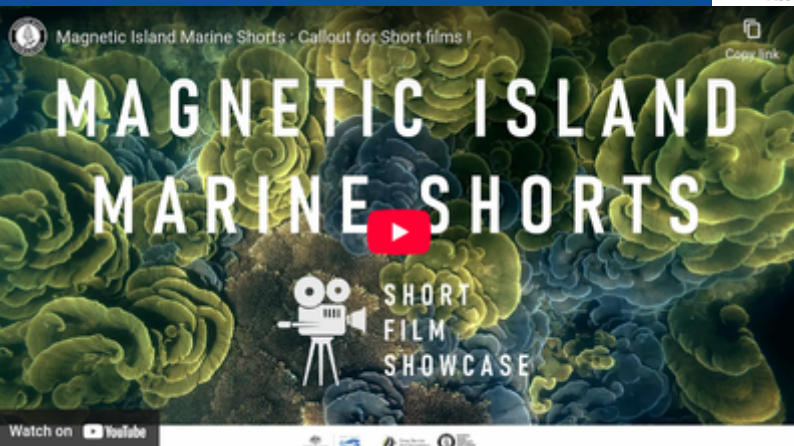 Magnetic Island Marine Shorts : Callout for Short films !
Copy link
MAGNETIC ISLAND
MARINE SHORTS
SHORT
FILM
SHOWCASE
Watch on YouTube